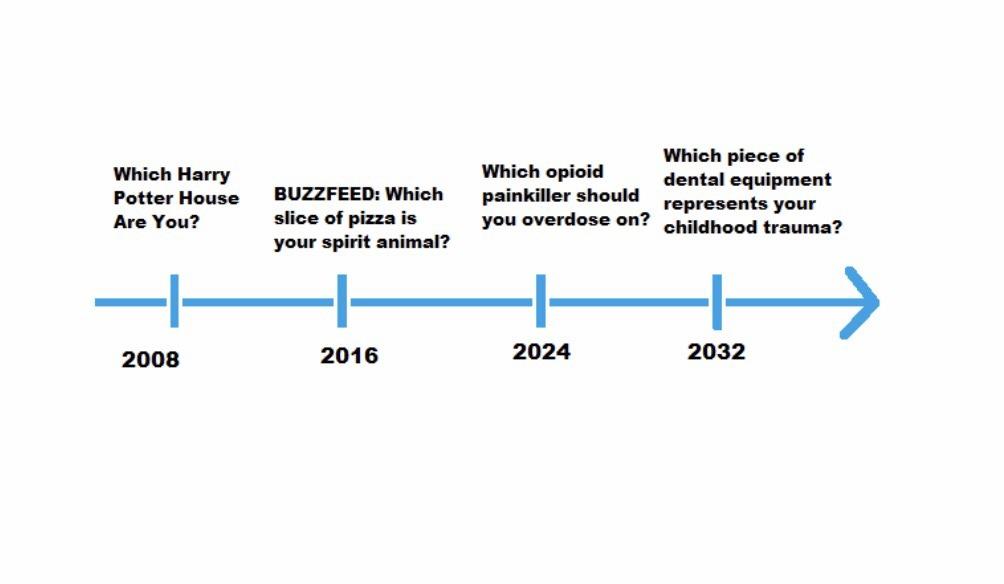 Which Harry
Potter House
Are You?
BUZZFEED: Which
slice of pizza is
your spirit animal?
Which opioid
painkiller should
you overdose on?
Which piece of
dental equipment
represents your
childhood trauma?
2008
2016
2024
2032